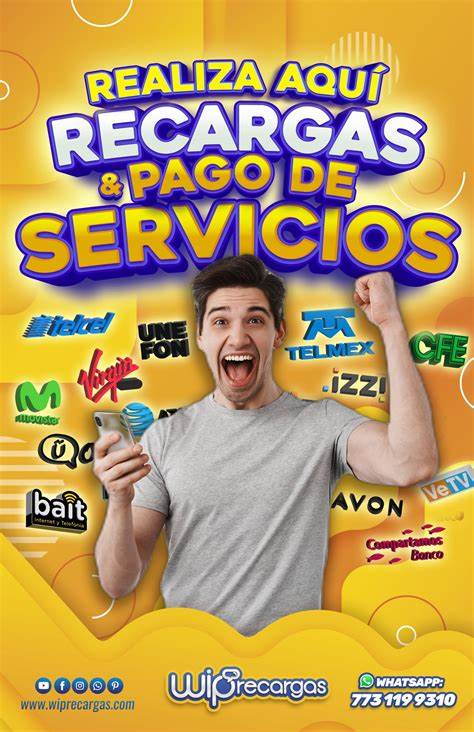 REALIZA AQUÍ
RECARGAS
& PAGO DE
SERVICIOS
telcel
UNE
FON
TELMEX
CFE
Virgin
izzi
movistar
AT
bait
Internet y Telefonía
AVON
VeTV
Compartamos
Banco
wiprecargas
WHATSAPP:
773 119 9310
www.wiprecargas.com